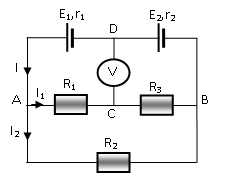 E₁,r₁ E₂,r₂
D
I V
R₁ R₃
A I₁ B
C
I₂
R₂